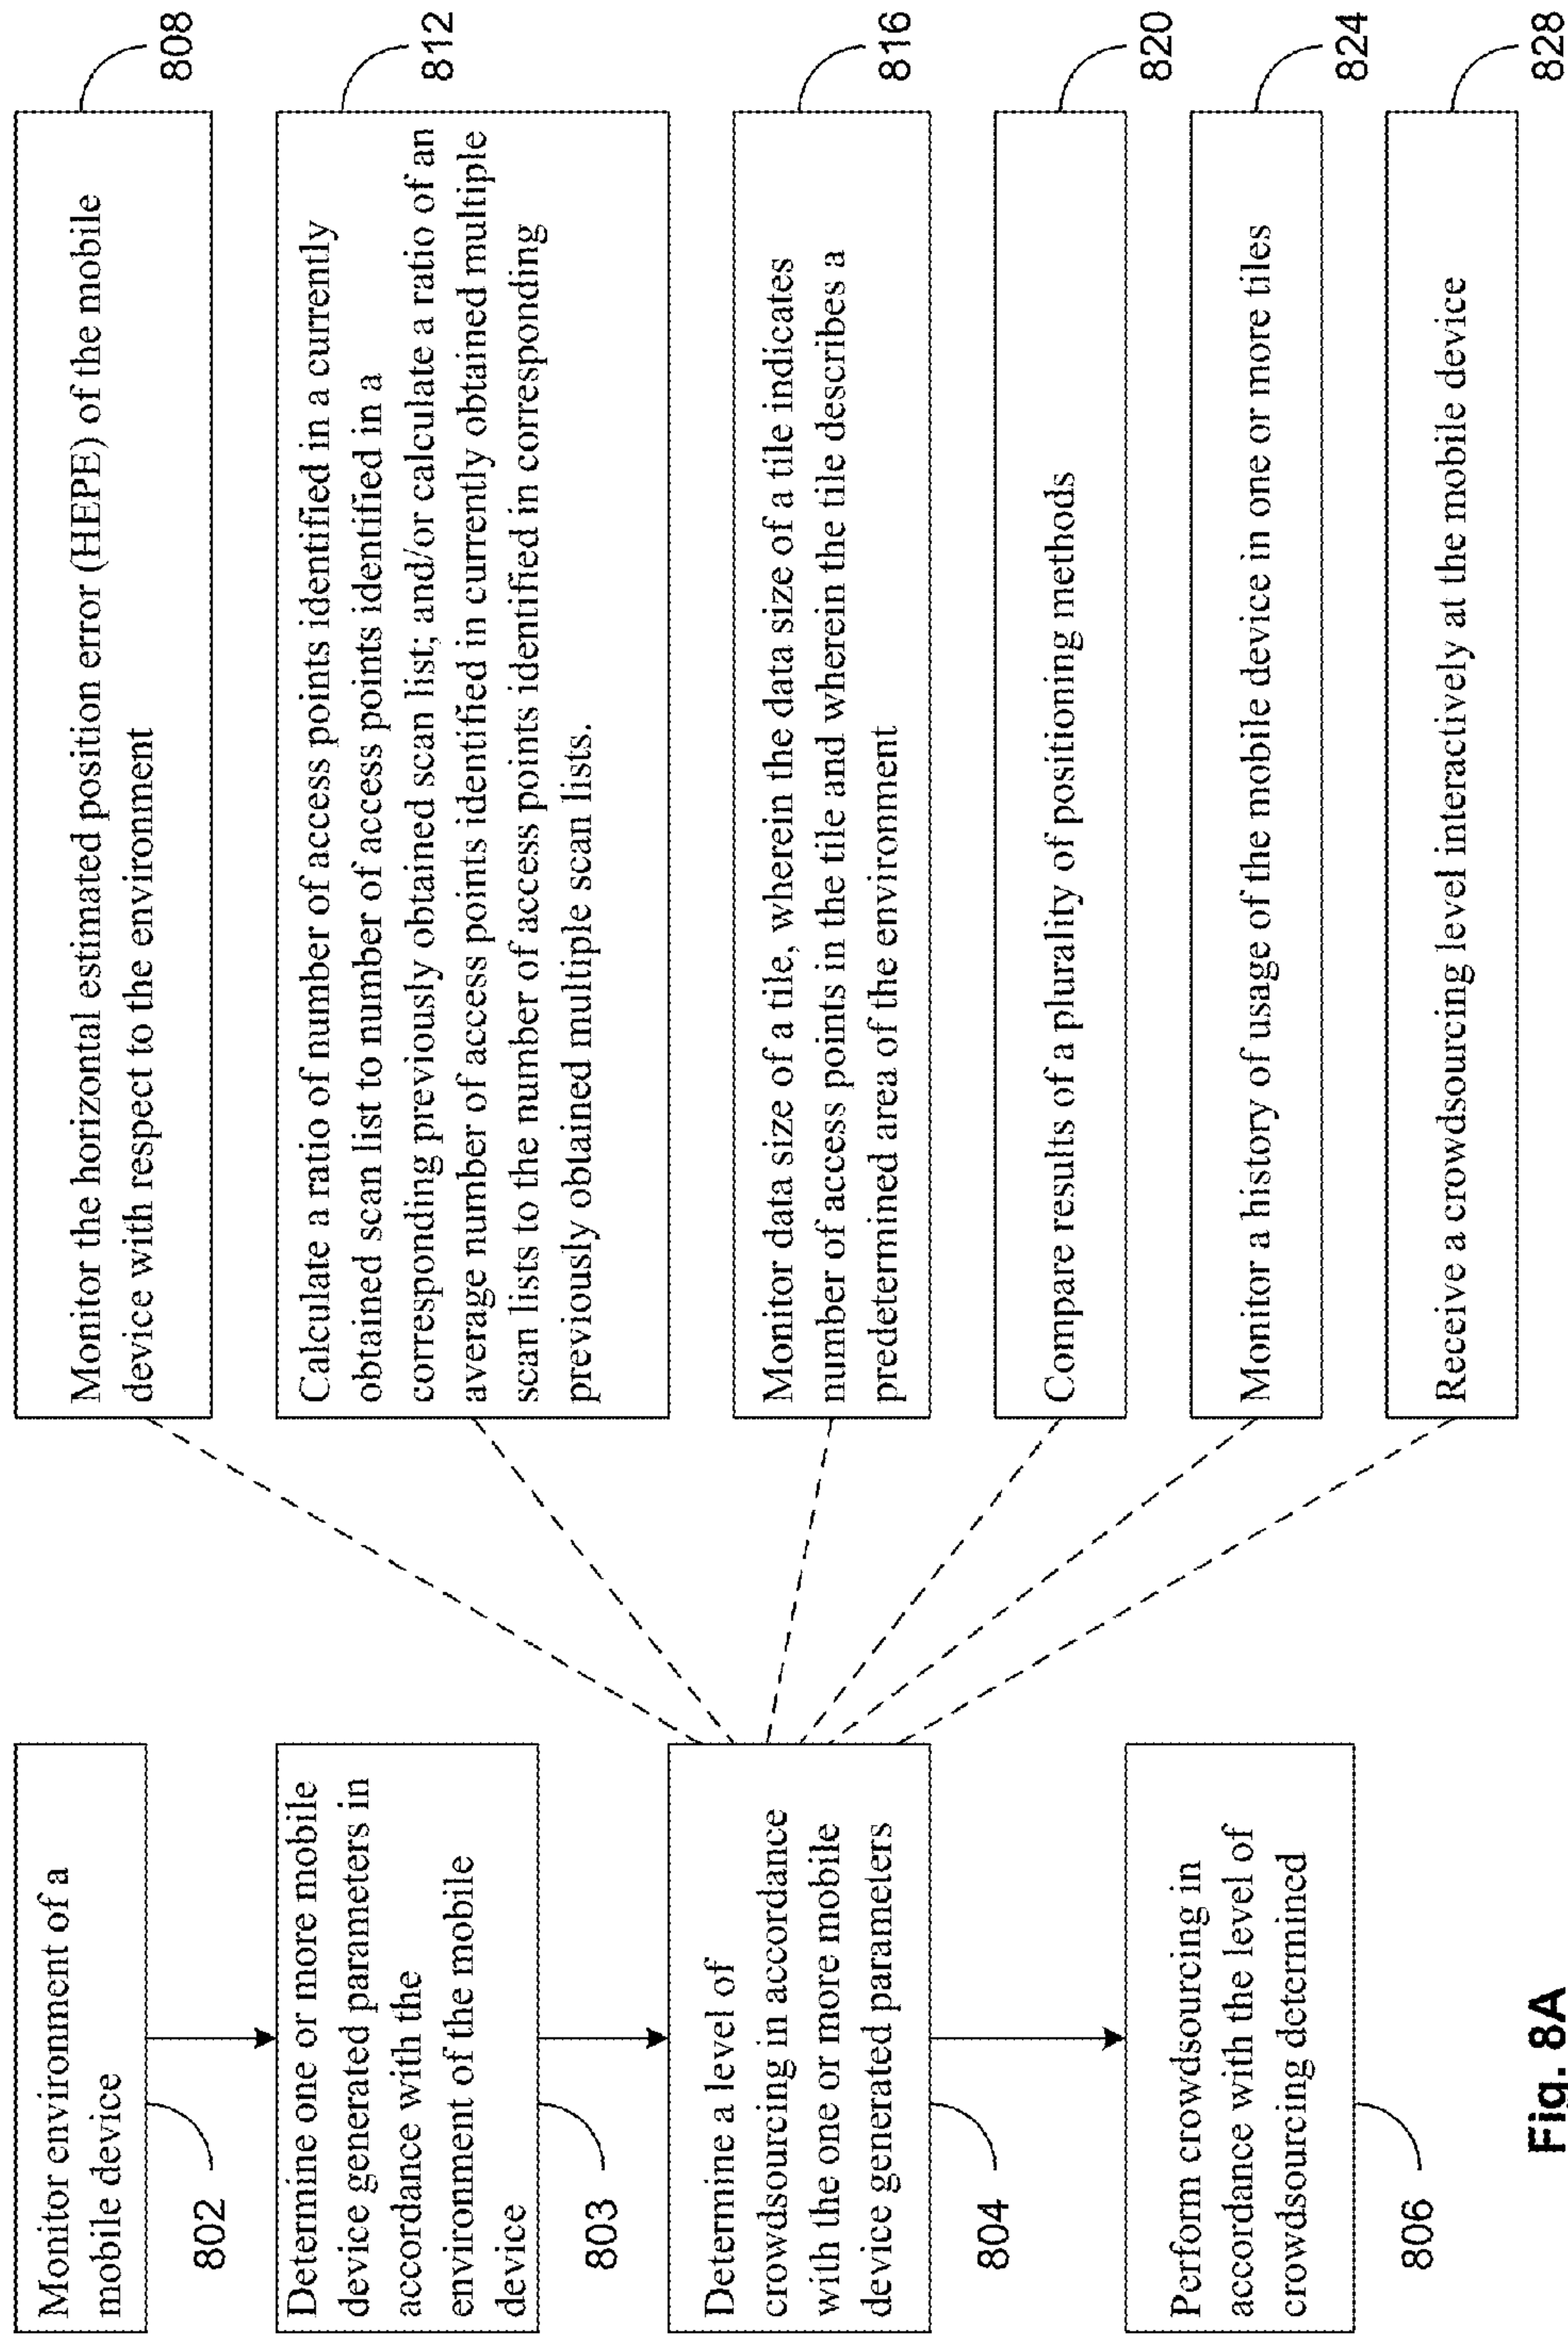 Monitor environment of a
mobile device
802
Determine one or more mobile
device generated parameters in
accordance with the
environment of the mobile
device
803
Determine a level of
crowdsourcing in accordance
with the one or more mobile
device generated parameters
804
Perform crowdsourcing in
accordance with the level of
crowdsourcing determined
806
Monitor the horizontal estimated position error (HEPE) of the mobile
device with respect to the environment
808
Calculate a ratio of number of access points identified in a currently
obtained scan list to number of access points identified in a
corresponding previously obtained scan list; and/or calculate a ratio of an
average number of access points identified in currently obtained multiple
scan lists to the number of access points identified in corresponding
previously obtained multiple scan lists.
812
Monitor data size of a tile, wherein the data size of a tile indicates
number of access points in the tile and wherein the tile describes a
predetermined area of the environment
816
Compare results of a plurality of positioning methods
820
Monitor a history of usage of the mobile device in one or more tiles
824
Receive a crowdsourcing level interactively at the mobile device
828
Fig. 8A